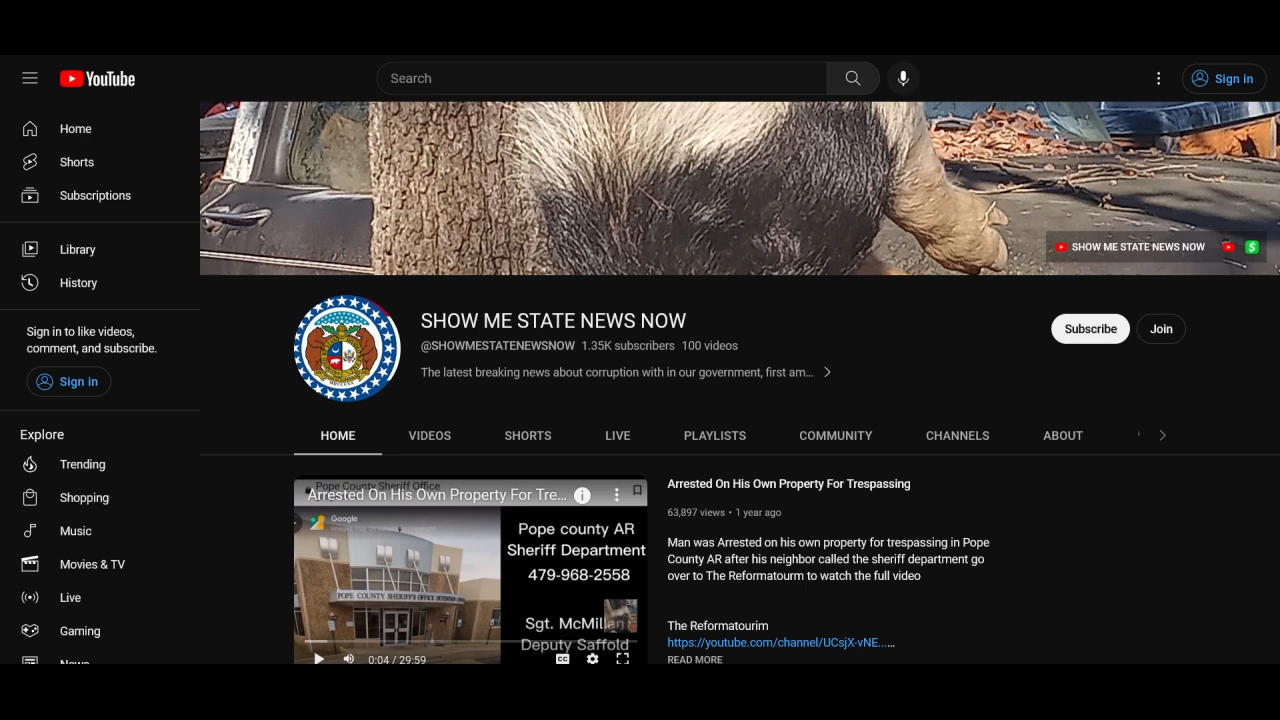 YouTube
Search
Sign in
Home
Shorts
Subscriptions
Library
History
Sign in to like videos,
comment, and subscribe.
Sign in
Explore
Trending
Shopping
Music
Movies & TV
Live
Gaming
News
SHOW ME STATE NEWS NOW
SHOW ME STATE NEWS NOW
@SHOWMESTATENEWSNOW 1.35K subscribers 100 videos
The latest breaking news about corruption with in our government, first am...
Subscribe
Join
HOME
VIDEOS
SHORTS
LIVE
PLAYLISTS
COMMUNITY
CHANNELS
ABOUT
Pope County Sheriff Office
Arrested On His Own Property For Tre...
Google
POPE COUNTY SHERIFF'S OFFICE DETENTION
Pope county AR
Sheriff Department
479-968-2558
Sgt. McMillan
Deputy Saffold
0:04 / 29:59
CC
Arrested On His Own Property For Trespassing
63,897 views • 1 year ago
Man was Arrested on his own property for trespassing in Pope
County AR after his neighbor called the sheriff department go
over to The Reformatourm to watch the full video
The Reformatourim
https://youtube.com/channel/UCsjX-vNE......
READ MORE